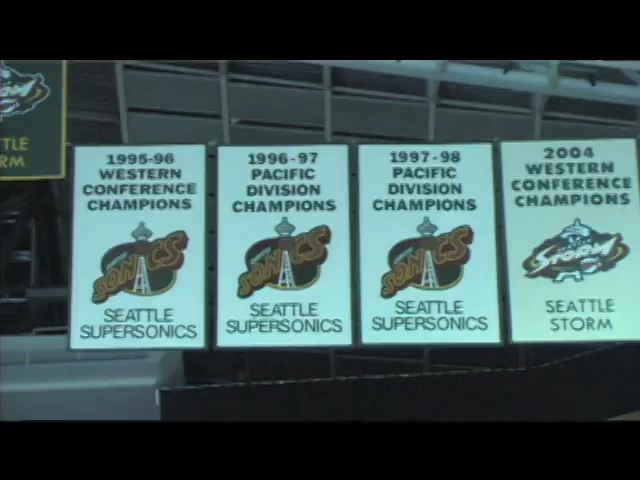 TTLE
RM
1995-96
WESTERN
CONFERENCE
CHAMPIONS
SONICS
SEATTLE
SUPERSONICS
1996-97
PACIFIC
DIVISION
CHAMPIONS
SONICS
SEATTLE
SUPERSONICS
1997-98
PACIFIC
DIVISION
CHAMPIONS
SONICS
SEATTLE
SUPERSONICS
2004
WESTERN
CONFERENCE
CHAMPIONS
STORM
SEATTLE
STORM